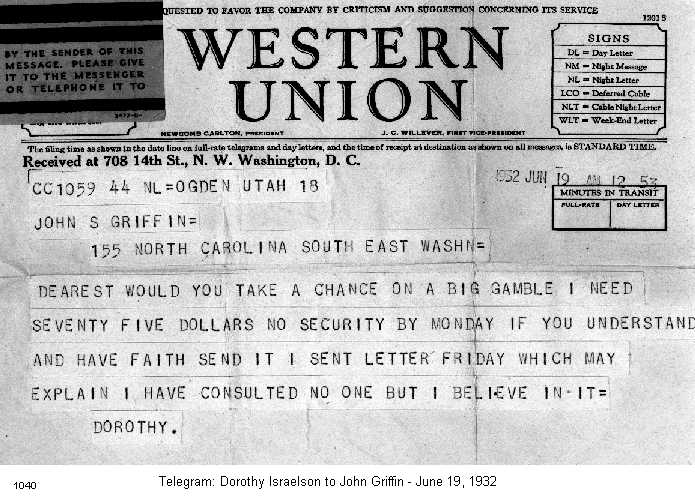 QUESTED TO FAVOR THE COMPANY BY CRITICISM AND SUGGESTION CONCERNING ITS SERVICE
1201 S
BY THE SENDER OF THIS
MESSAGE. PLEASE GIVE
IT TO THE MESSENGER
OR TELEPHONE IT TO
WESTERN
UNION
SIGNS
DL = Day Letter
NM = Night Message
NL = Night Letter
LCO = Deferred Cable
NLT = Cable Night Letter
WLT = Week-End Letter
NEWCOMB CARLTON, PRESIDENT
J. C. WILLEVER, FIRST VICE-PRESIDENT
The filing time as shown in the date line on full-rate telegrams and day letters, and the time of receipt at destination as shown on all messages, is STANDARD TIME.
Received at 708 14th St., N. W. Washington, D. C.
CC1059 44 NL=OGDEN UTAH 18
1932 JUN 19 AM 12 53
MINUTES IN TRANSIT
FULL-RATE
DAY LETTER
JOHN S GRIFFIN=
155 NORTH CAROLINA SOUTH EAST WASHN=
DEAREST WOULD YOU TAKE A CHANCE ON A BIG GAMBLE I NEED
SEVENTY FIVE DOLLARS NO SECURITY BY MONDAY IF YOU UNDERSTAND
AND HAVE FAITH SEND IT I SENT LETTER FRIDAY WHICH MAY
EXPLAIN I HAVE CONSULTED NO ONE BUT I BELIEVE IN IT=
DOROTHY.
1040
Telegram: Dorothy Israelson to John Griffin - June 19, 1932